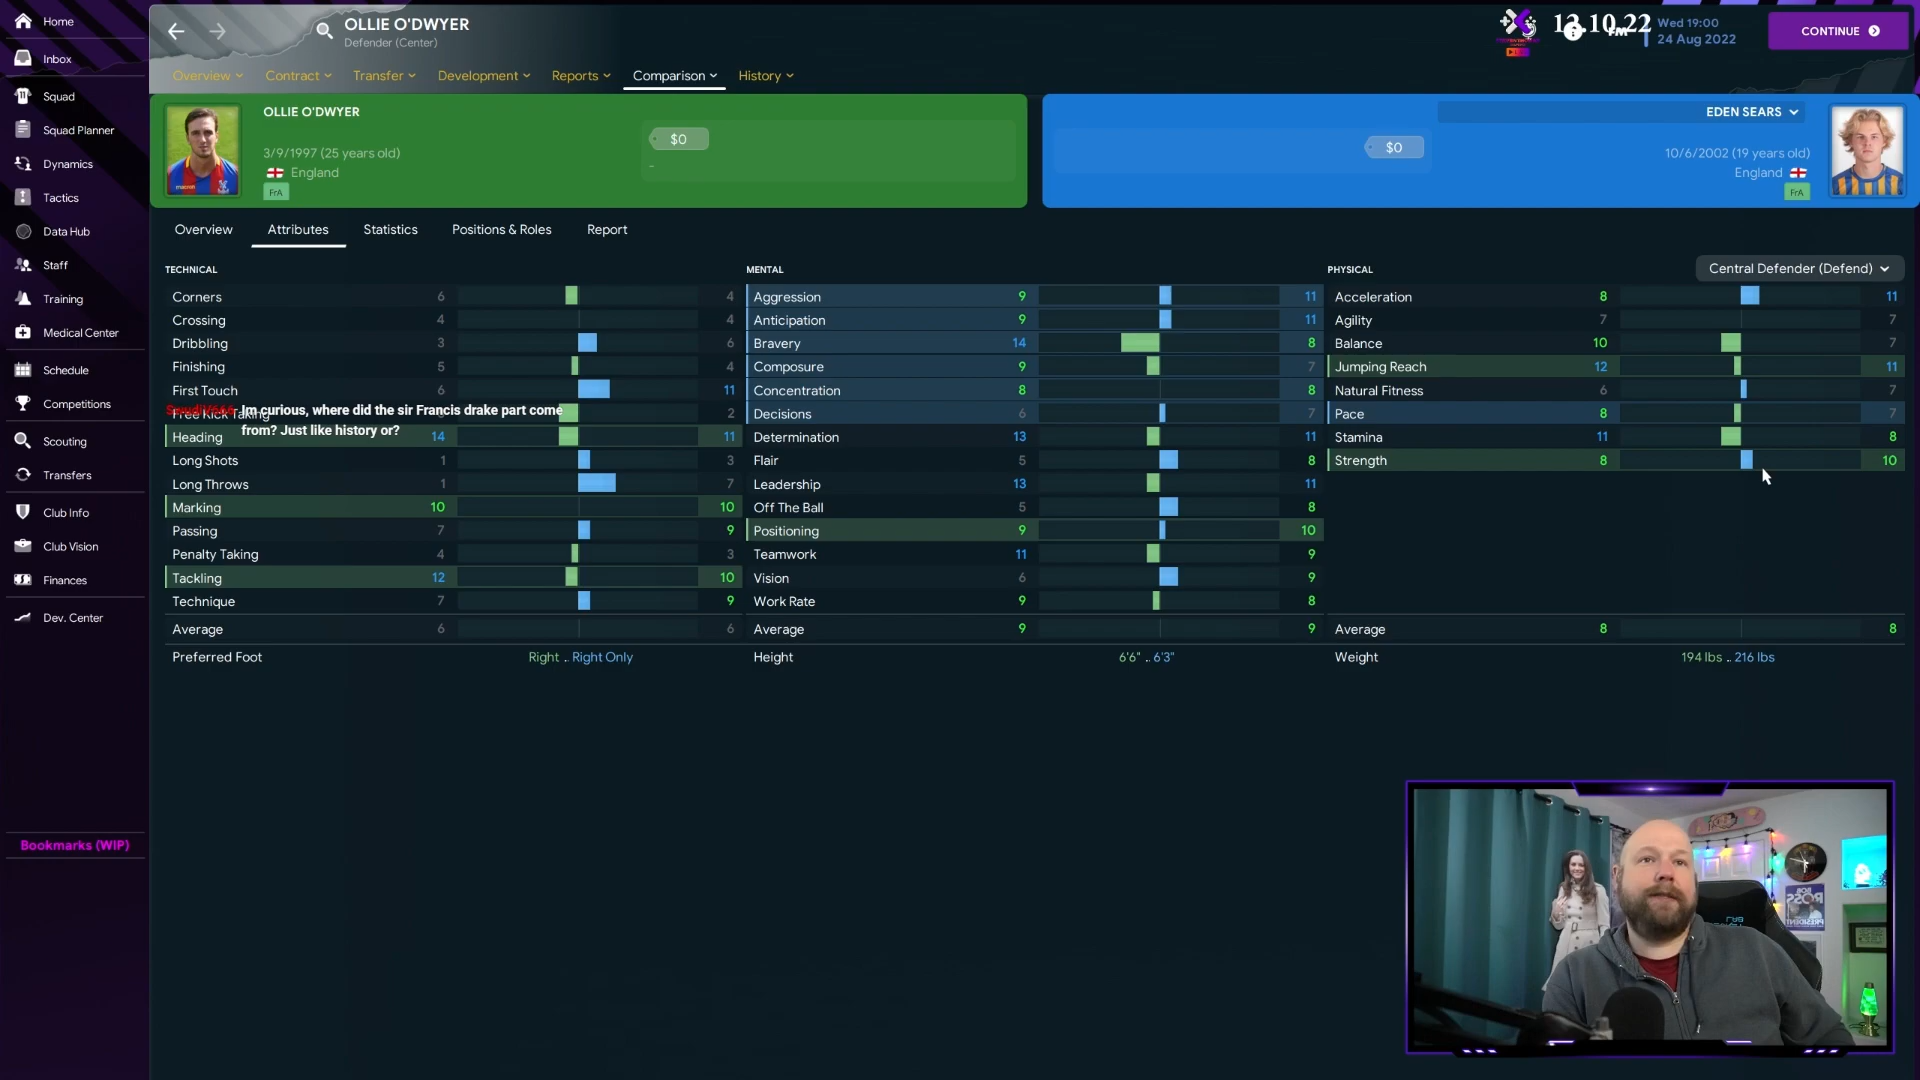 Home
Inbox
Squad
Squad Planner
Dynamics
Tactics
Data Hub
Staff
Training
Medical Center
Schedule
Competitions
Scouting
Transfers
Club Info
Club Vision
Finances
Dev. Center
Bookmarks (WIP)
OLLIE O'DWYER
Defender (Center)
Wed 19:00
24 Aug 2022
CONTINUE
Overview Contract Transfer Development Reports Comparison History
OLLIE O'DWYER
$0
-
3/9/1997 (25 years old)
England
FrA
EDEN SEARS
$0
10/6/2002 (19 years old)
England
FrA
Overview Attributes Statistics Positions & Roles Report
Central Defender (Defend)
TECHNICAL
Corners 6 4
Crossing 4 4
Dribbling 3 6
Finishing 5 4
First Touch 6 11
Free Kick Taking 2
Im curious, where did the sir Francis drake part come
from? Just like history or?
Heading 14 11
Long Shots 1 3
Long Throws 1 7
Marking 10 10
Passing 7 9
Penalty Taking 4 3
Tackling 12 10
Technique 7 9
Average 6 6
Preferred Foot Right .. Right Only
MENTAL
Aggression 9 11
Anticipation 9 11
Bravery 14 8
Composure 9 7
Concentration 8 8
Decisions 6 7
Determination 13 11
Flair 5 8
Leadership 13 11
Off The Ball 5 8
Positioning 9 10
Teamwork 11 9
Vision 6 9
Work Rate 9 8
Average 9 9
Height 6'6" .. 6'3"
PHYSICAL
Acceleration 8 11
Agility 7 7
Balance 10 7
Jumping Reach 12 11
Natural Fitness 6 7
Pace 8 7
Stamina 11 8
Strength 8 10
Average 8 8
Weight 194 lbs .. 216 lbs